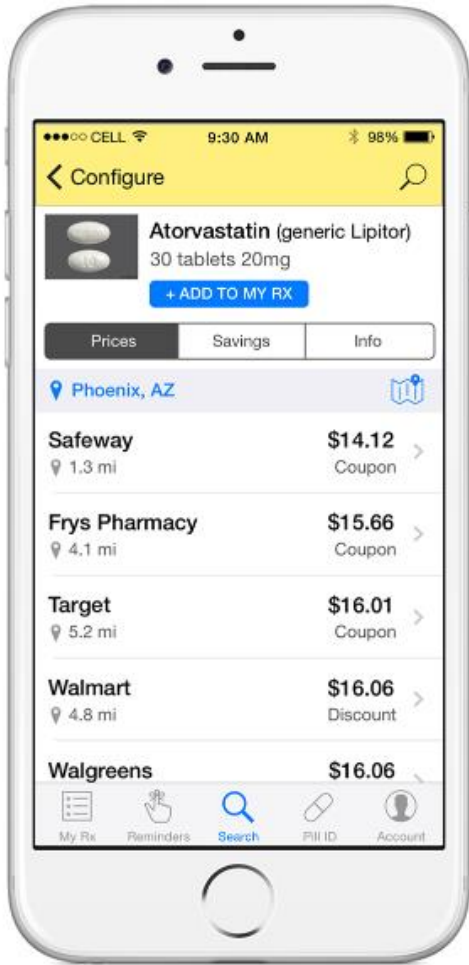 ●●●○○ CELL 9:30 AM 98%
Configure
Atorvastatin (generic Lipitor)
30 tablets 20mg
+ ADD TO MY RX
Prices Savings Info
Phoenix, AZ
Safeway $14.12
1.3 mi Coupon
Frys Pharmacy $15.66
4.1 mi Coupon
Target $16.01
5.2 mi Coupon
Walmart $16.06
4.8 mi Discount
Walgreens $16.06
My Rx Reminders Search Pill ID Account